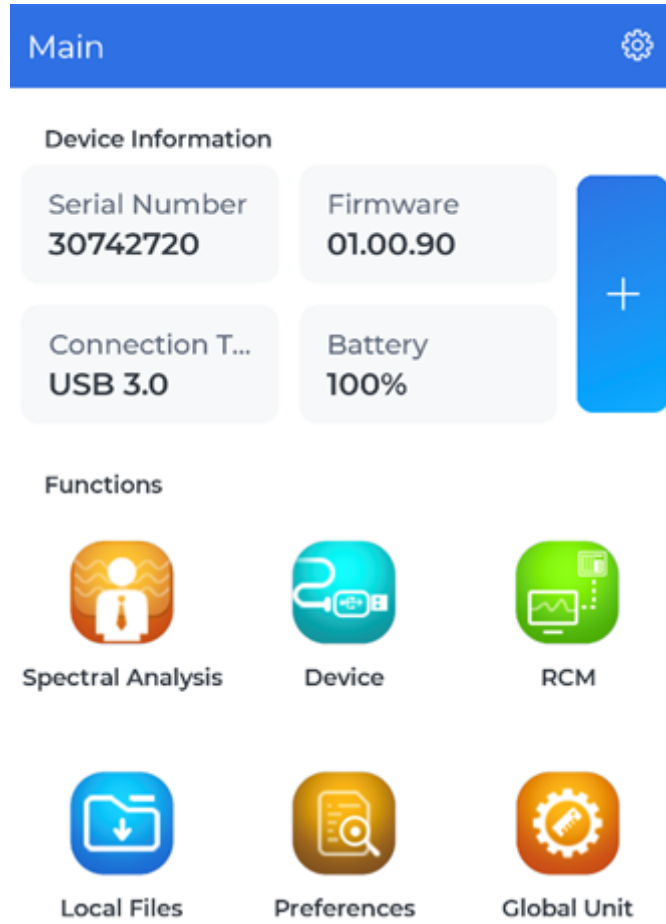 Main
Device Information
Serial Number
30742720
Firmware
01.00.90
Connection T...
USB 3.0
Battery
100%
Functions
Spectral Analysis
Device
RCM
Local Files
Preferences
Global Unit